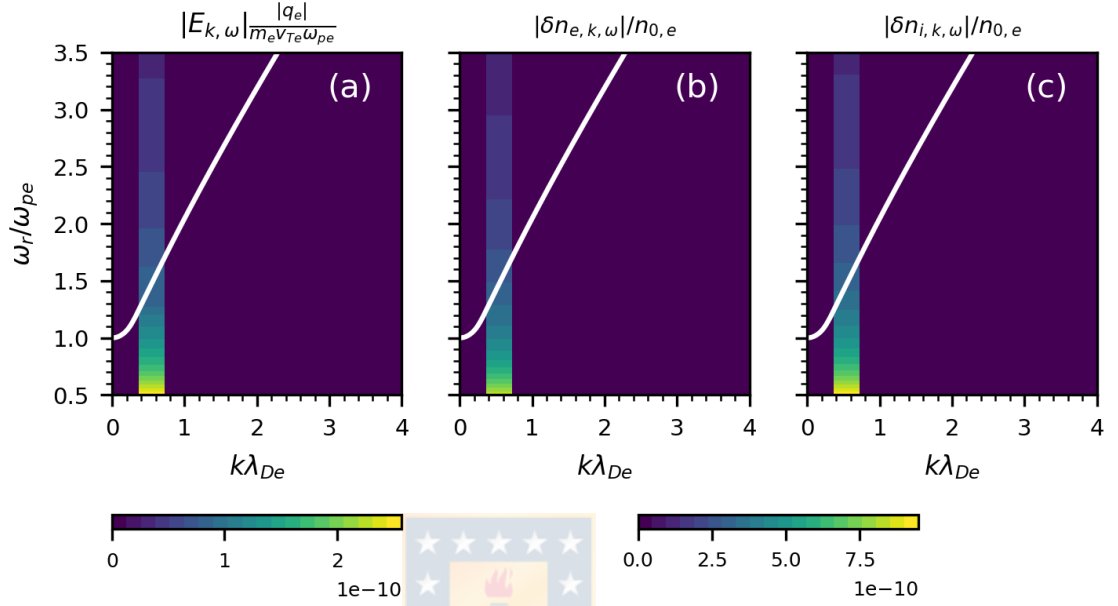 |E_{k, ω}| |q_e| / m_e v_{Te} ω_{pe}
|δn_{e, k, ω}|/n_{0, e}
|δn_{i, k, ω}|/n_{0, e}
(a)
(b)
(c)
3.5
3.0
2.5
2.0
1.5
1.0
0.5
ω_r/ω_{pe}
0 1 2 3 4
0 1 2 3 4
0 1 2 3 4
kλ_{De}
kλ_{De}
kλ_{De}
0 1 2
1e−10
0.0 2.5 5.0 7.5
1e−10